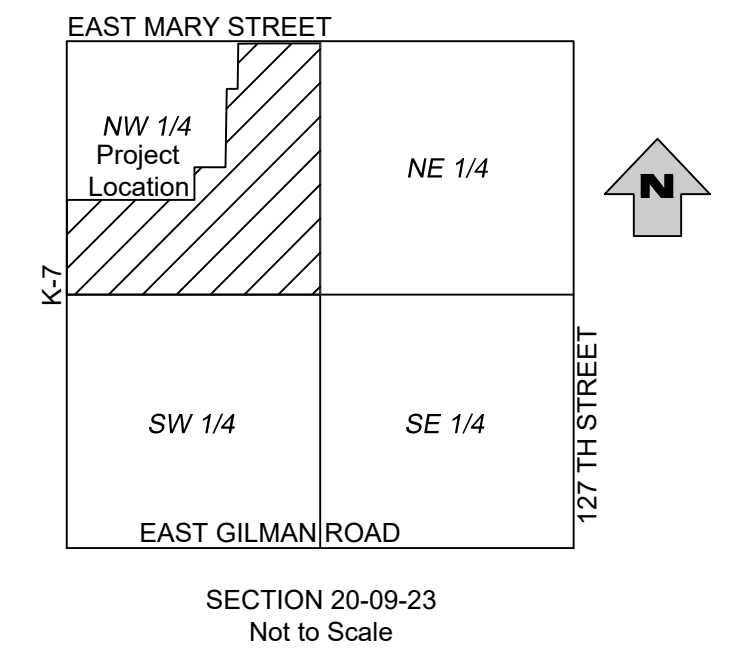 EAST MARY STREET
NW 1/4
Project
Location
NE 1/4
N
K-7
SW 1/4
SE 1/4
127 TH STREET
EAST GILMAN ROAD
SECTION 20-09-23
Not to Scale